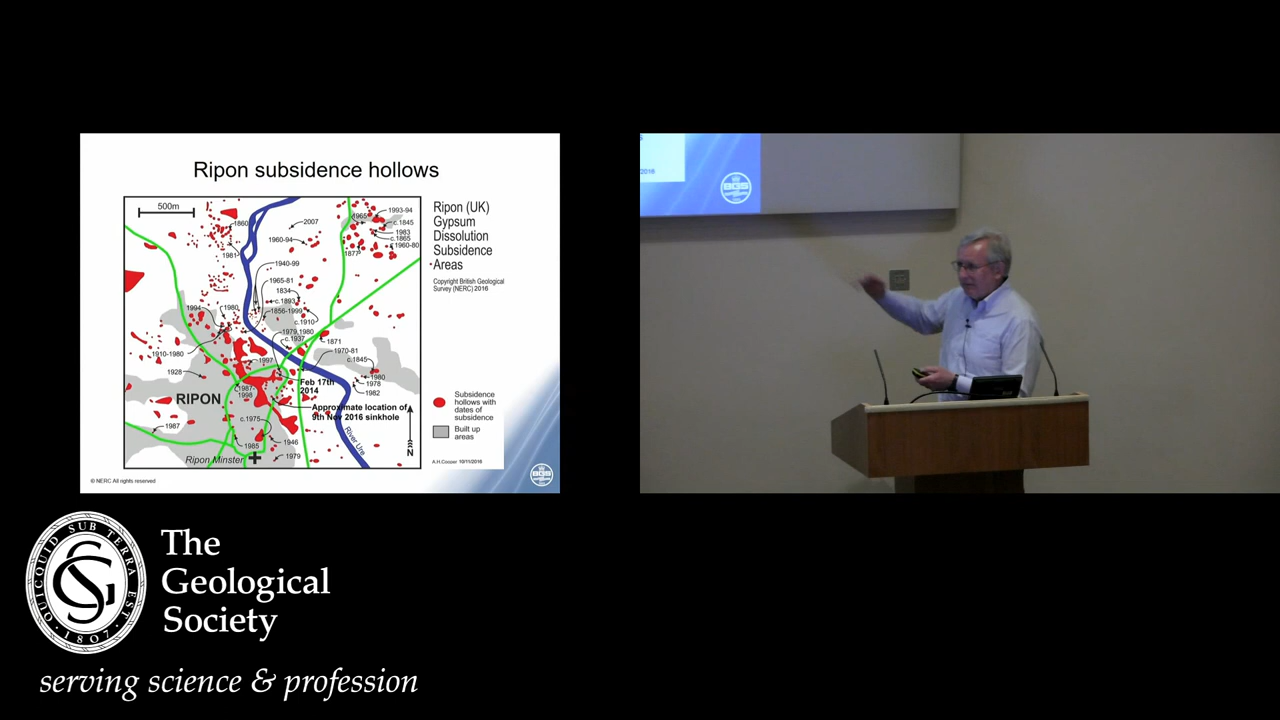 Ripon subsidence hollows
500m
Ripon (UK)
Gypsum
Dissolution
Subsidence
Areas
Copyright British Geological
Survey (NERC) 2016
1860
1981
2007
1960-94
1965
1993-94
c.1845
1983
c.1865
1960-80
1877
1940-99
1965-81
1834
c.1893
1856-1999
c.1910
1994
1980
1979,1980
c.1937
1871
1910-1980
1970-81
c.1845
1997
1928
1980
1978
1982
Feb 17th
2014
1987
1998
RIPON
Approximate location of
9th Nov 2016 sinkhole
c.1975
1987
1985
1946
1979
River Ure
N
Ripon Minster
Subsidence
hollows with
dates of
subsidence
Built up
areas
A.H.Cooper 10/11/2016
© NERC All rights reserved
BGS
2016
BGS
QUICQUID SUB TERRA EST
1807
GS
The
Geological
Society
serving science & profession